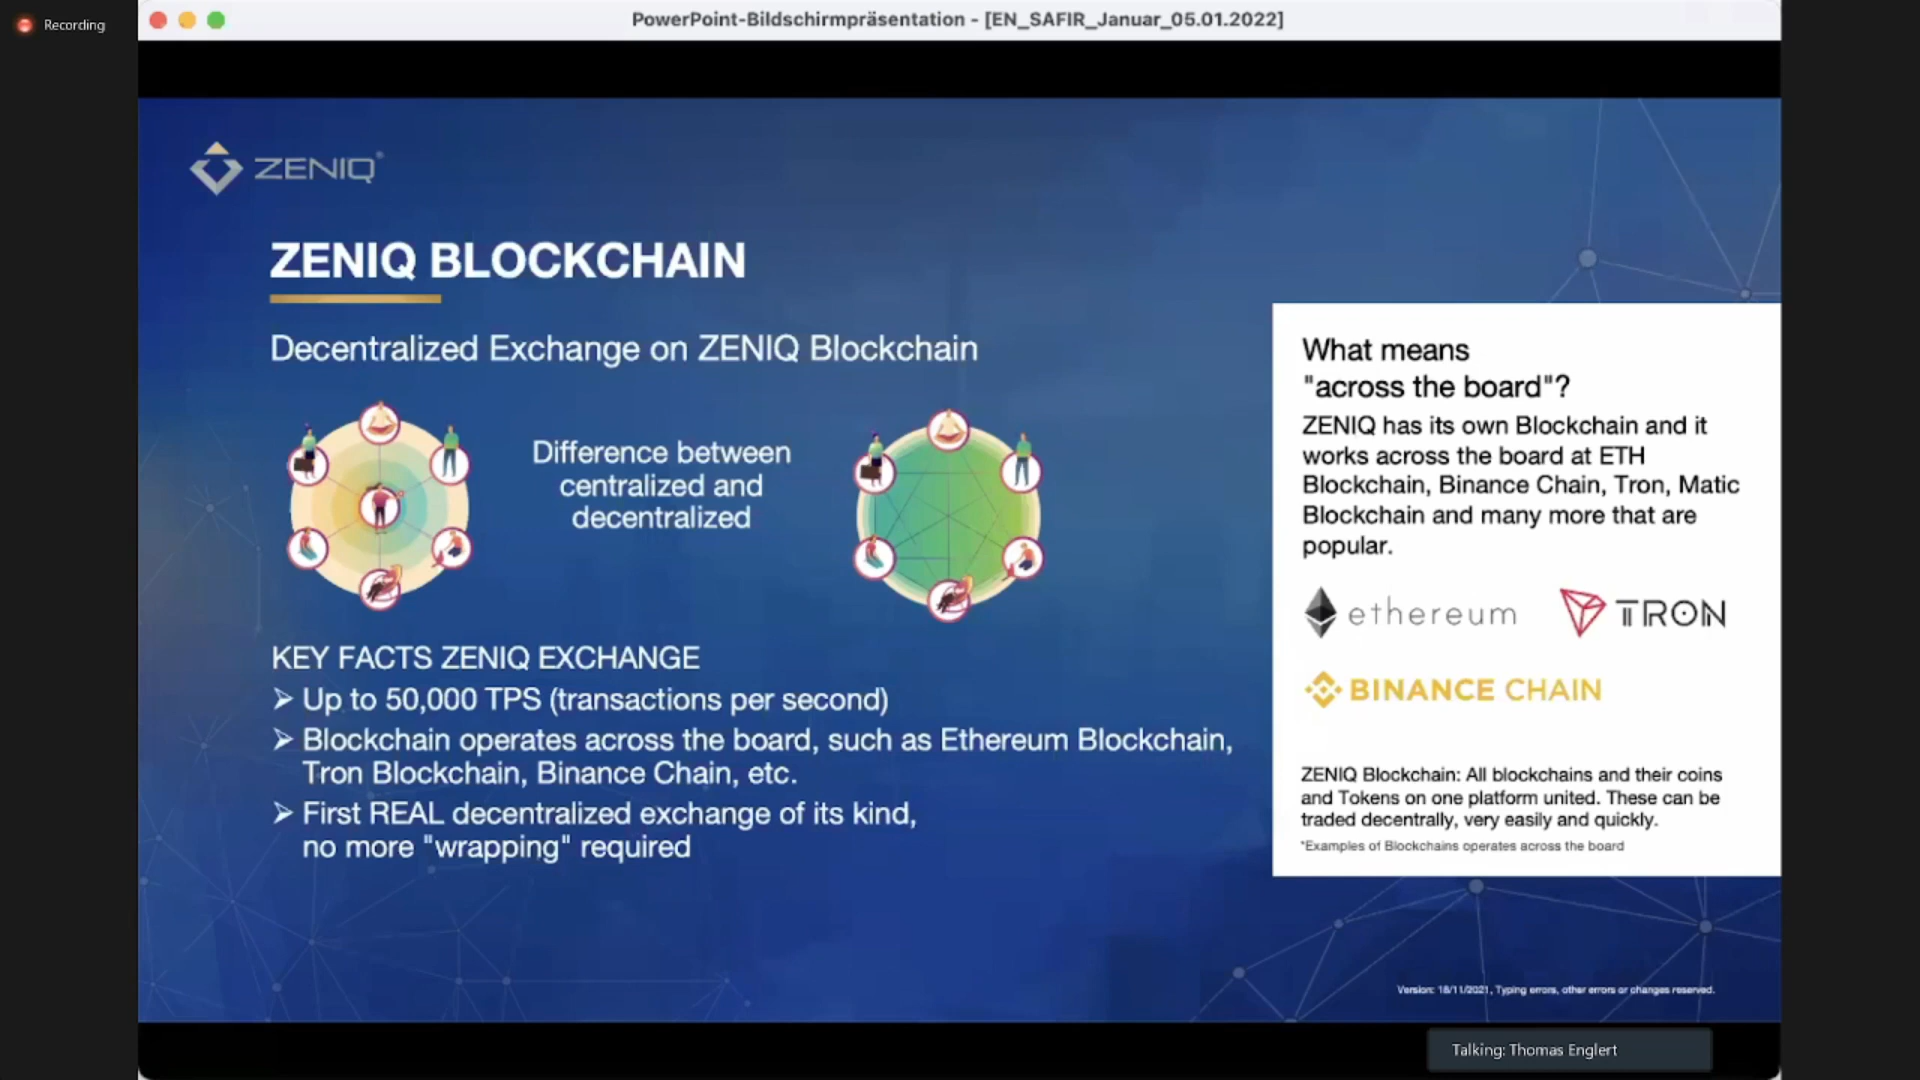 Recording
PowerPoint-Bildschirmpräsentation - [EN_SAFIR_Januar_05.01.2022]
ZENIQ®
ZENIQ BLOCKCHAIN
Decentralized Exchange on ZENIQ Blockchain
Difference between
centralized and
decentralized
KEY FACTS ZENIQ EXCHANGE
➢ Up to 50,000 TPS (transactions per second)
➢ Blockchain operates across the board, such as Ethereum Blockchain,
Tron Blockchain, Binance Chain, etc.
➢ First REAL decentralized exchange of its kind,
no more "wrapping" required
What means
"across the board"?
ZENIQ has its own Blockchain and it
works across the board at ETH
Blockchain, Binance Chain, Tron, Matic
Blockchain and many more that are
popular.
ethereum
TRON
BINANCE CHAIN
ZENIQ Blockchain: All blockchains and their coins
and Tokens on one platform united. These can be
traded decentrally, very easily and quickly.
*Examples of Blockchains operates across the board
Version: 18/11/2021, Typing errors, other errors or changes reserved.
Talking: Thomas Englert